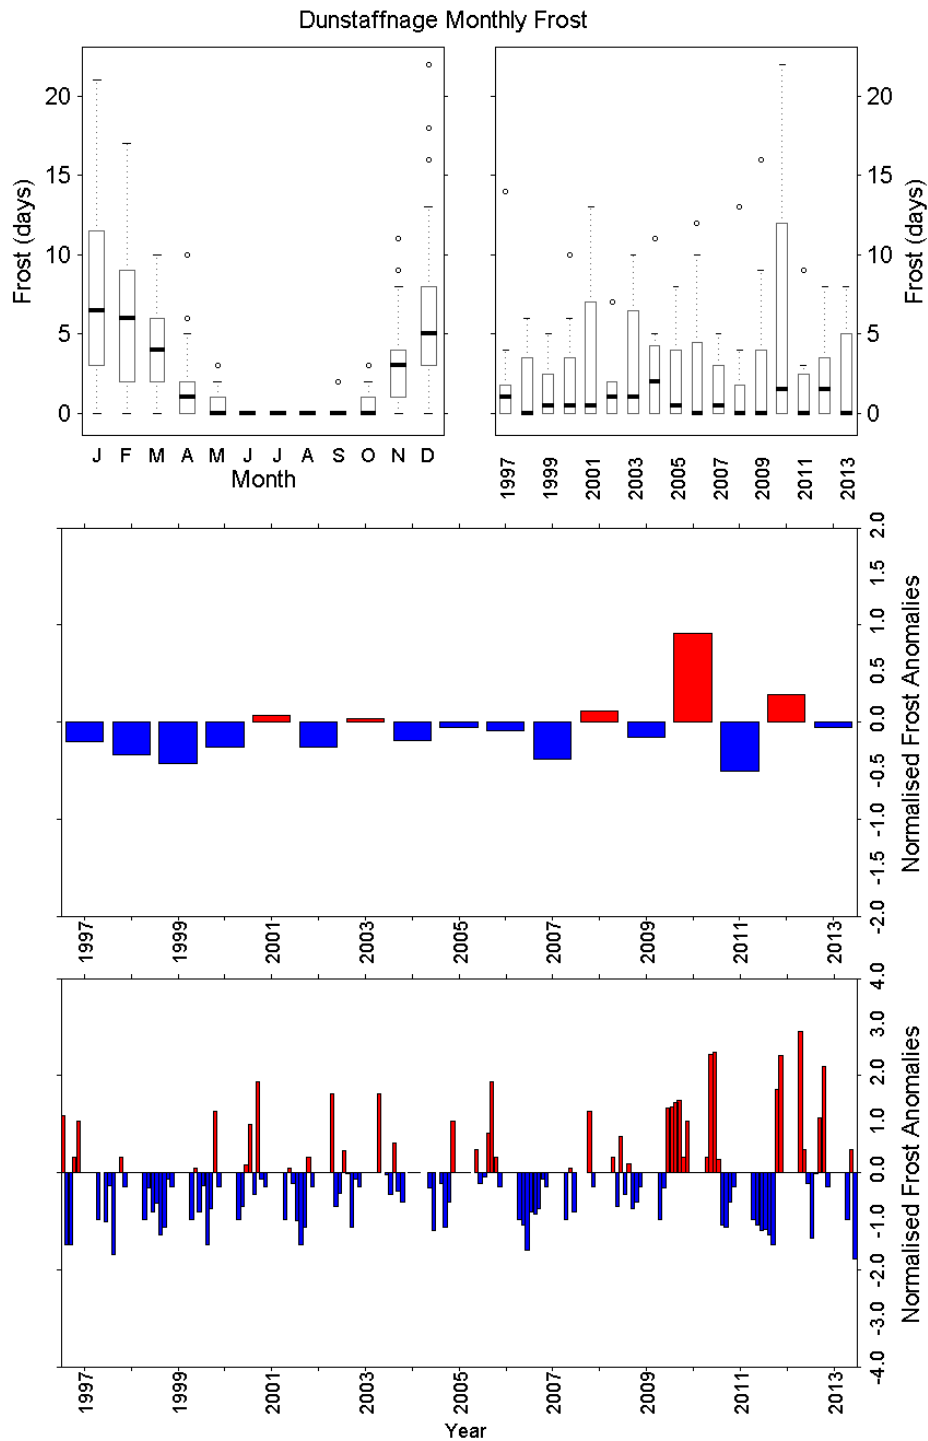 Dunstaffnage Monthly Frost
20
15
10
5
0
Frost (days)
J F M A M J J A S O N D
Month
20
15
10
5
0
Frost (days)
1997 1999 2001 2003 2005 2007 2009 2011 2013
2.0
1.5
1.0
0.5
0.0
-0.5
-1.0
-1.5
-2.0
Normalised Frost Anomalies
1997 1999 2001 2003 2005 2007 2009 2011 2013
4.0
3.0
2.0
1.0
0.0
-1.0
-2.0
-3.0
-4.0
Normalised Frost Anomalies
1997 1999 2001 2003 2005 2007 2009 2011 2013
Year